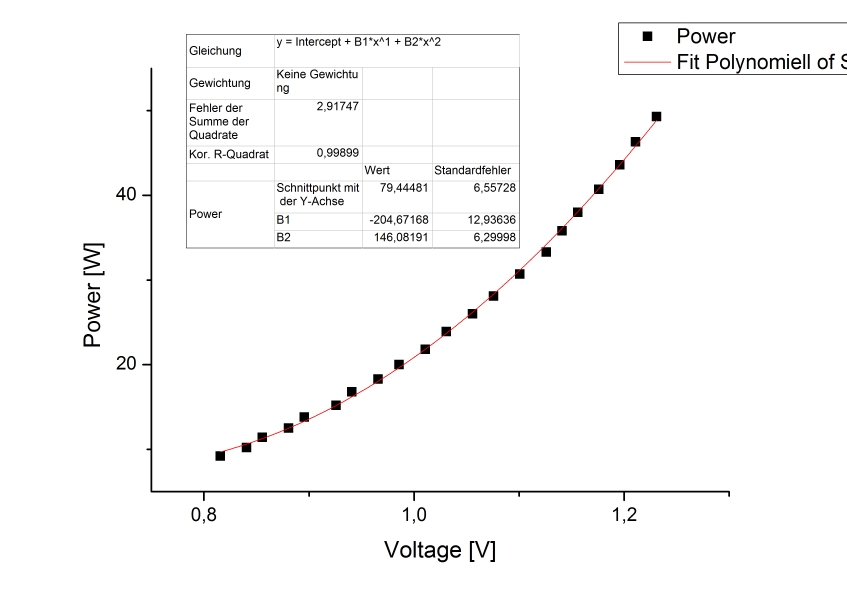 Power
Fit Polynomiell of S
Gleichung
y = Intercept + B1*x^1 + B2*x^2
Gewichtung
Keine Gewichtu
ng
Fehler der
Summe der
Quadrate
2,91747
Kor. R-Quadrat
0,99899
Wert
Standardfehler
Power
Schnittpunkt mit
der Y-Achse
79,44481
6,55728
B1
-204,67168
12,93636
B2
146,08191
6,29998
40
20
Power [W]
0,8
1,0
1,2
Voltage [V]